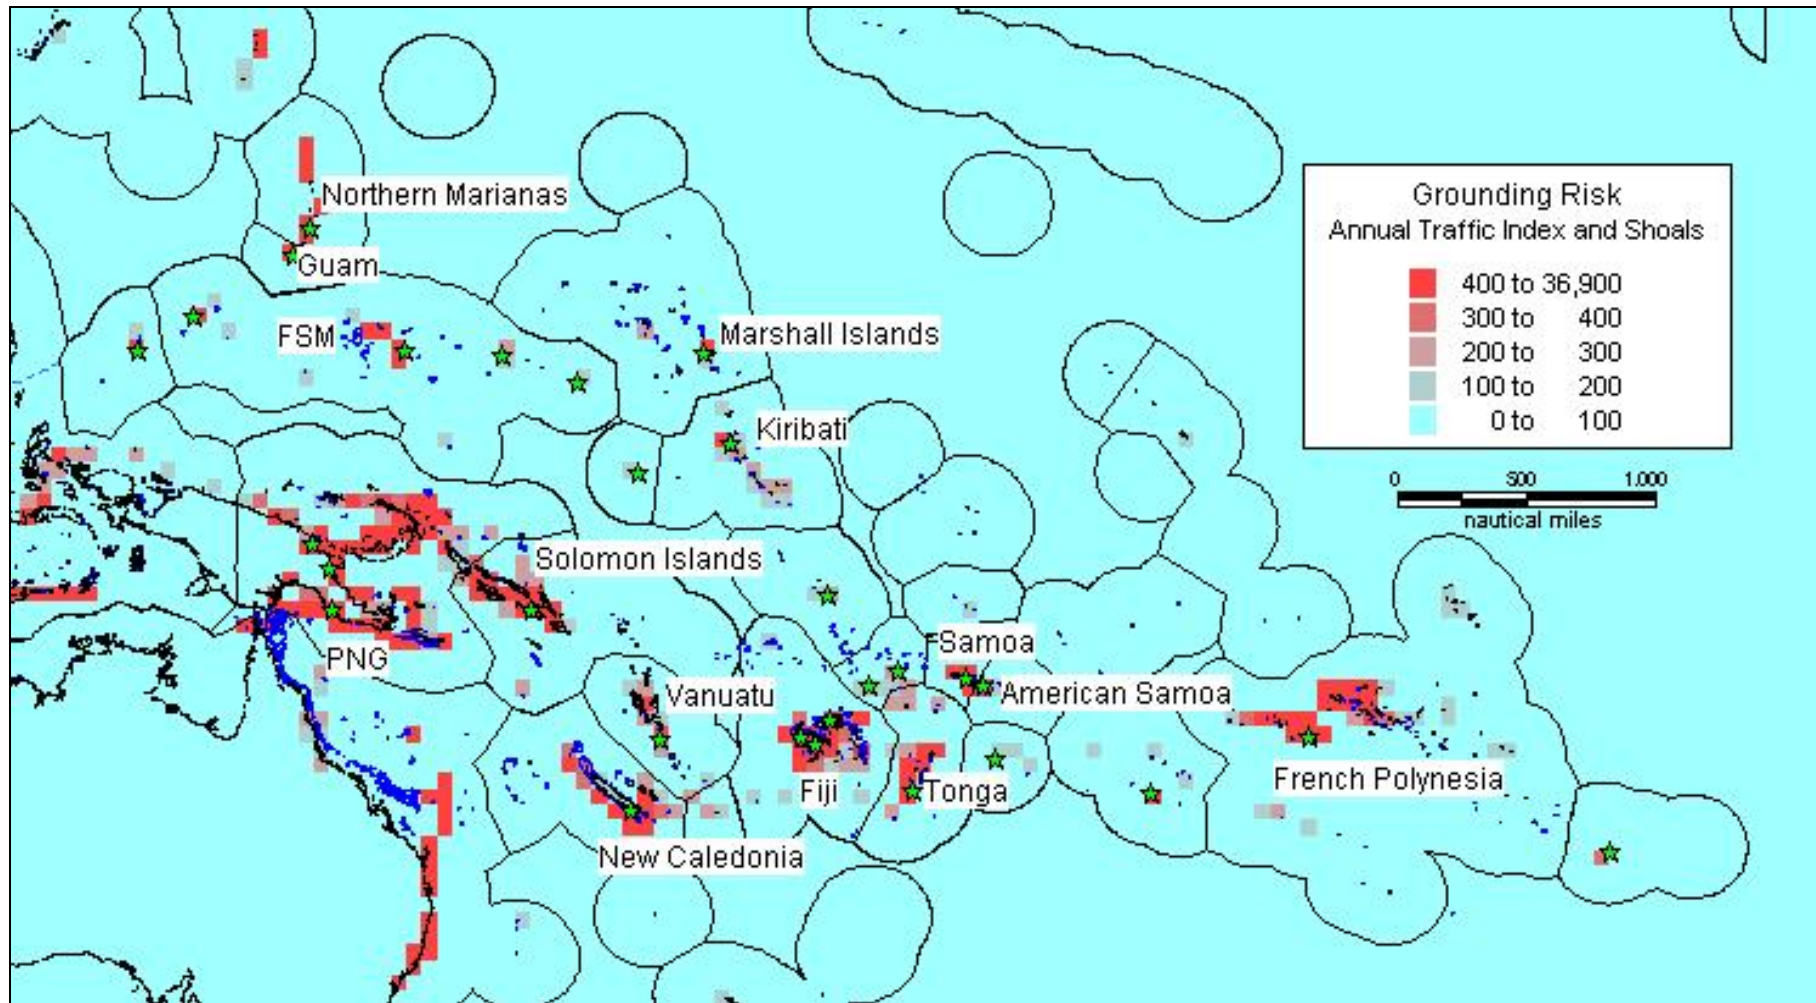 Northern Marianas
Guam
FSM
Marshall Islands
Kiribati
Solomon Islands
PNG
Samoa
Vanuatu
American Samoa
Fiji
Tonga
French Polynesia
New Caledonia
Grounding Risk
Annual Traffic Index and Shoals
400 to 36,900
300 to 400
200 to 300
100 to 200
0 to 100
0 500 1,000
nautical miles